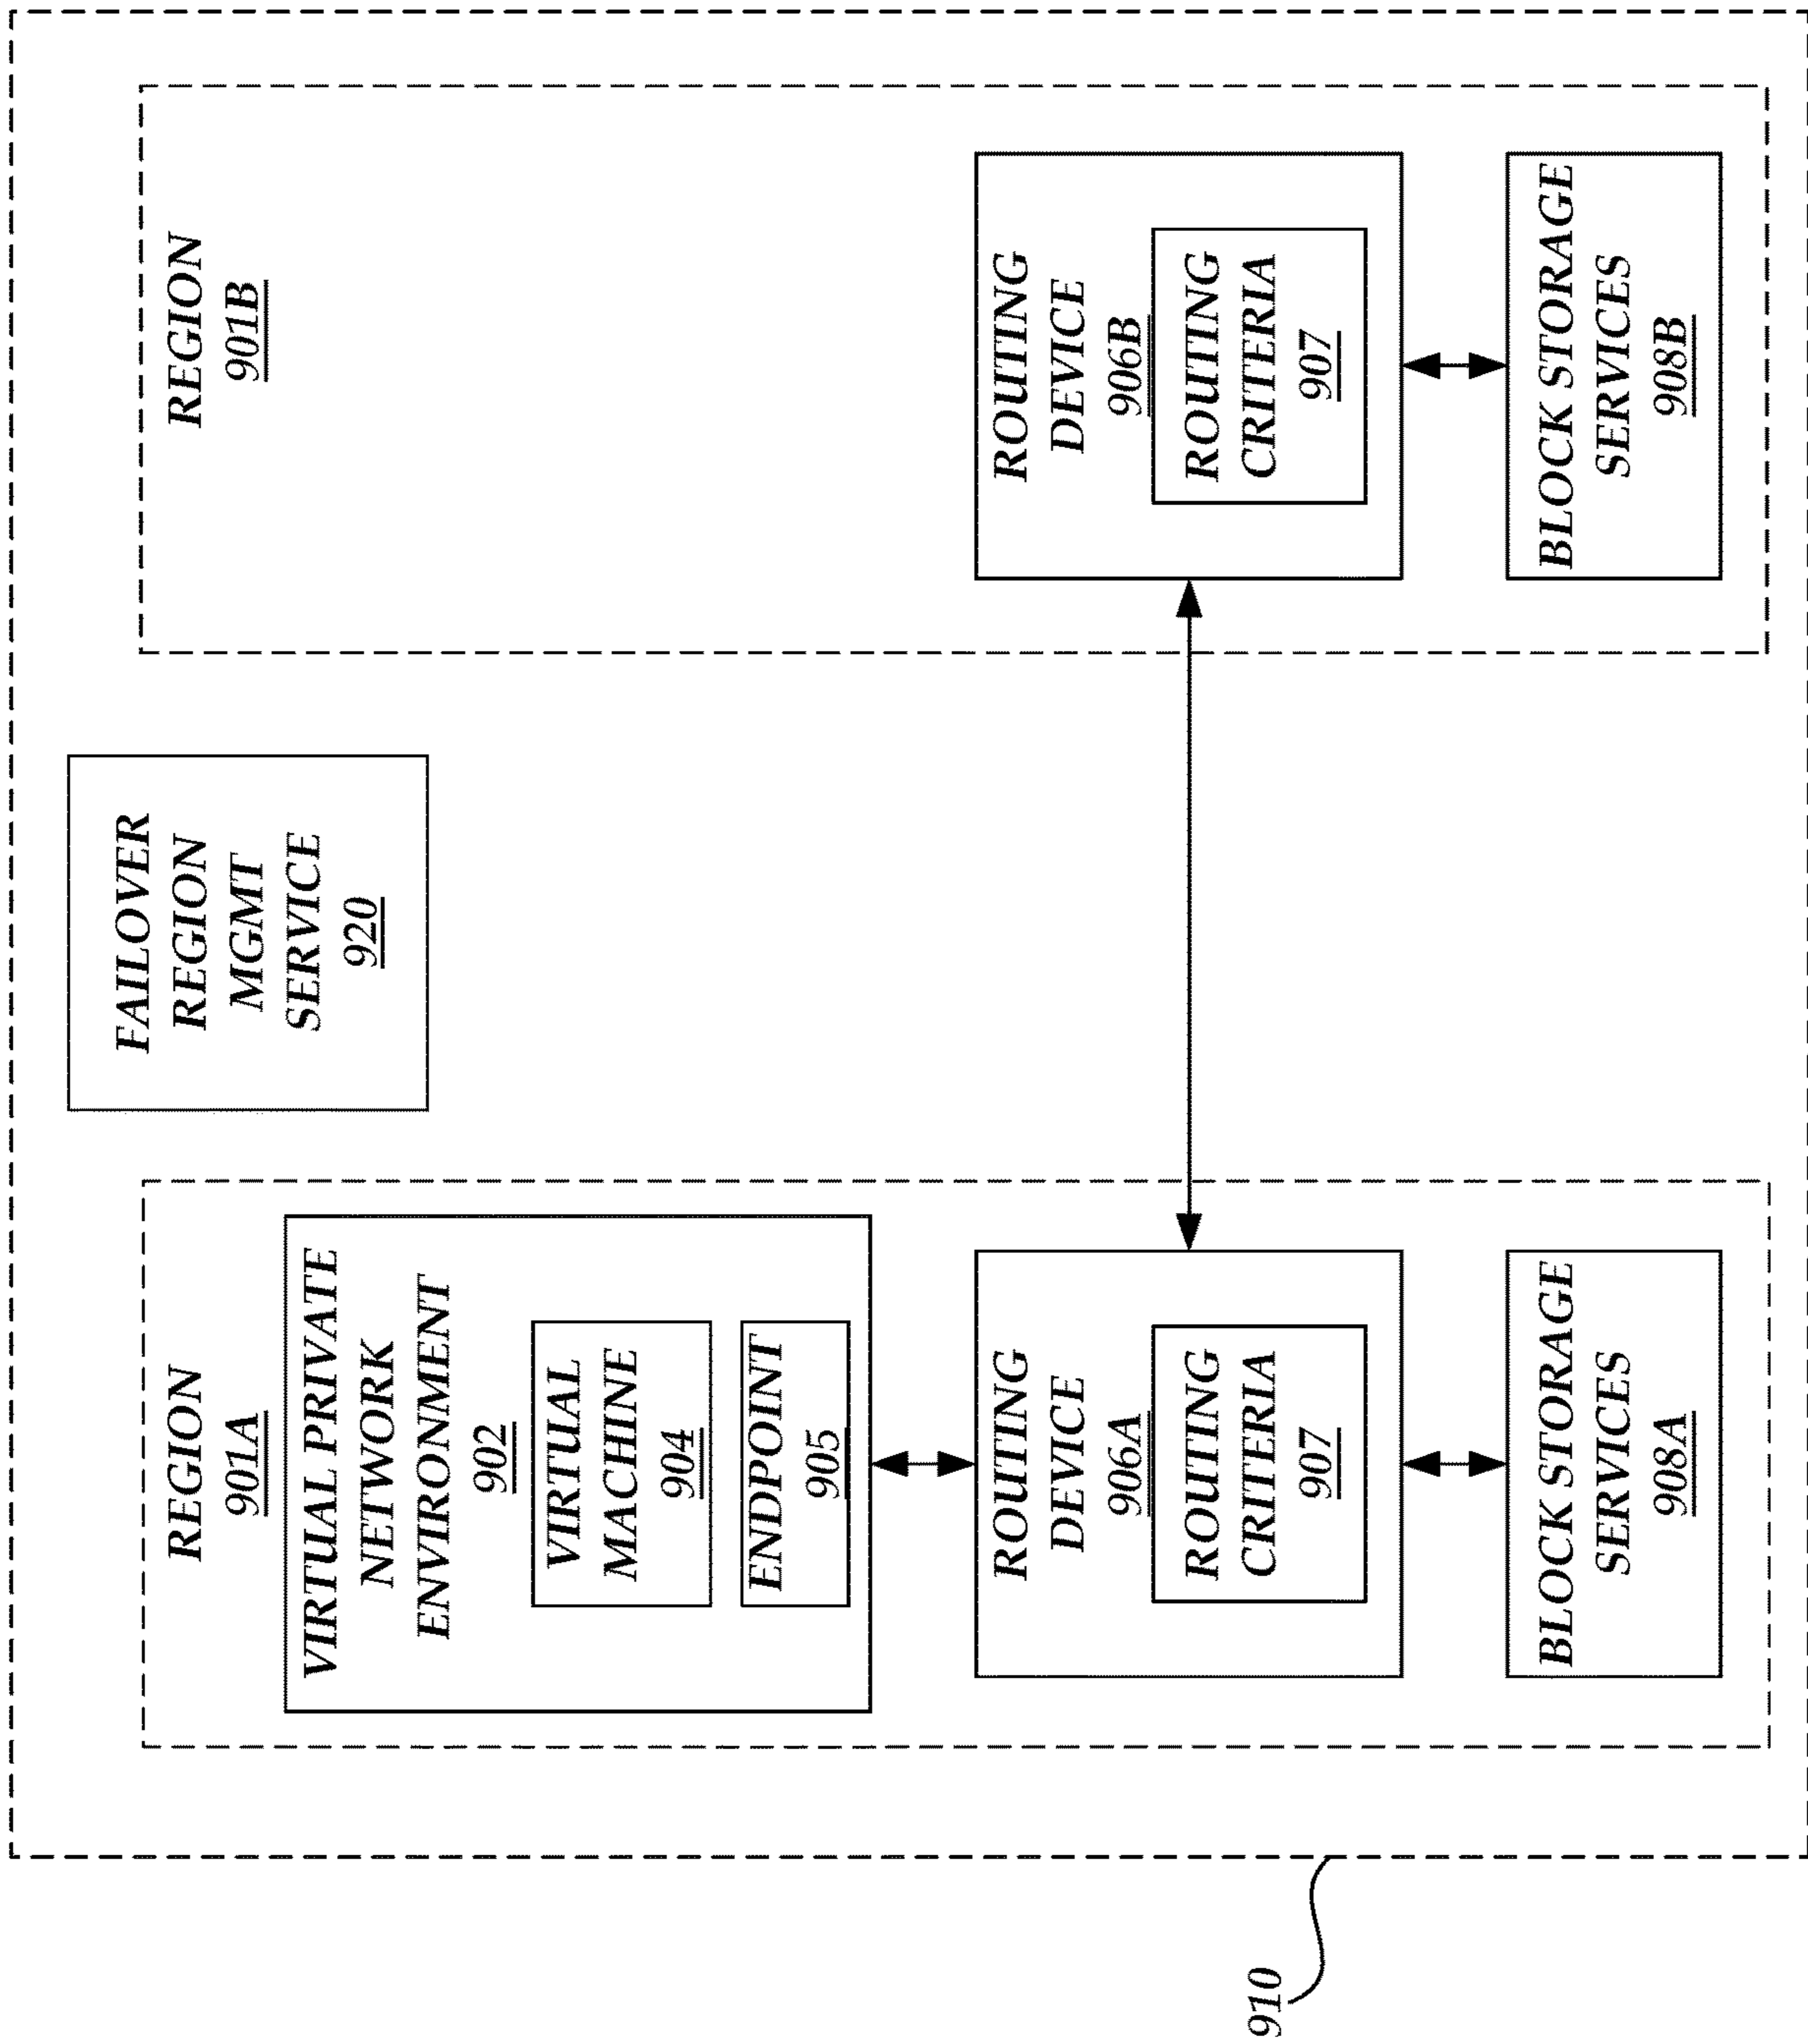 FAILOVER
REGION
MGMT
SERVICE
920
REGION
901A
VIRTUAL PRIVATE
NETWORK
ENVIRONMENT
902
VIRTUAL
MACHINE
904
ENDPOINT
905
ROUTING
DEVICE
906A
ROUTING
CRITERIA
907
BLOCK STORAGE
SERVICES
908A
REGION
901B
ROUTING
DEVICE
906B
ROUTING
CRITERIA
907
BLOCK STORAGE
SERVICES
908B
910